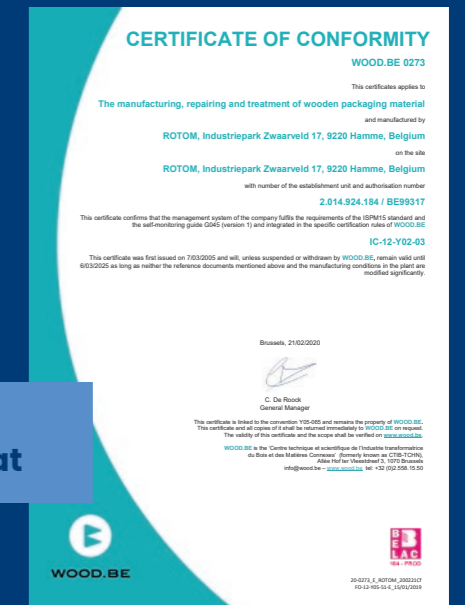 CERTIFICATE OF CONFORMITY
WOOD.BE 0273
This certificates applies to
The manufacturing, repairing and treatment of wooden packaging material
and manufactured by
ROTOM, Industriepark Zwaarveld 17, 9220 Hamme, Belgium
on the site
ROTOM, Industriepark Zwaarveld 17, 9220 Hamme, Belgium
with number of the establishment unit and authorisation number
2.014.924.184 / BE99317
This certificate confirms that the management system of the company fulfils the requirements of the ISPM15 standard and
the self-monitoring guide G045 (version 1) and integrated in the specific certification rules of WOOD.BE
IC-12-Y02-03
This certificate was first issued on 7/03/2005 and will, unless suspended or withdrawn by WOOD.BE, remain valid until
6/03/2025 as long as neither the reference documents mentioned above and the manufacturing conditions in the plant are
modified significantly.
Brussels, 21/02/2020
C. De Roock
General Manager
This certificate is linked to the convention Y05-065 and remains the property of WOOD.BE.
This certificate and all copies of it shall be returned immediately to WOOD.BE on request.
The validity of this certificate and the scope shall be verified on www.wood.be.
WOOD.BE is the 'Centre technique et scientifique de l'Industrie transformatrice
du Bois et des Matières Connexes' (formerly known as CTIB-TCHN),
Allée Hof ter Vleestdreef 3, 1070 Brussels
info@wood.be – www.wood.be tel: +32 (0)2.558.15.50
at
WOOD.BE
BELAC
184 - PROD
20-0273_E_ROTOM_200221CT
FO-12-Y05-51-E_15/01/2019